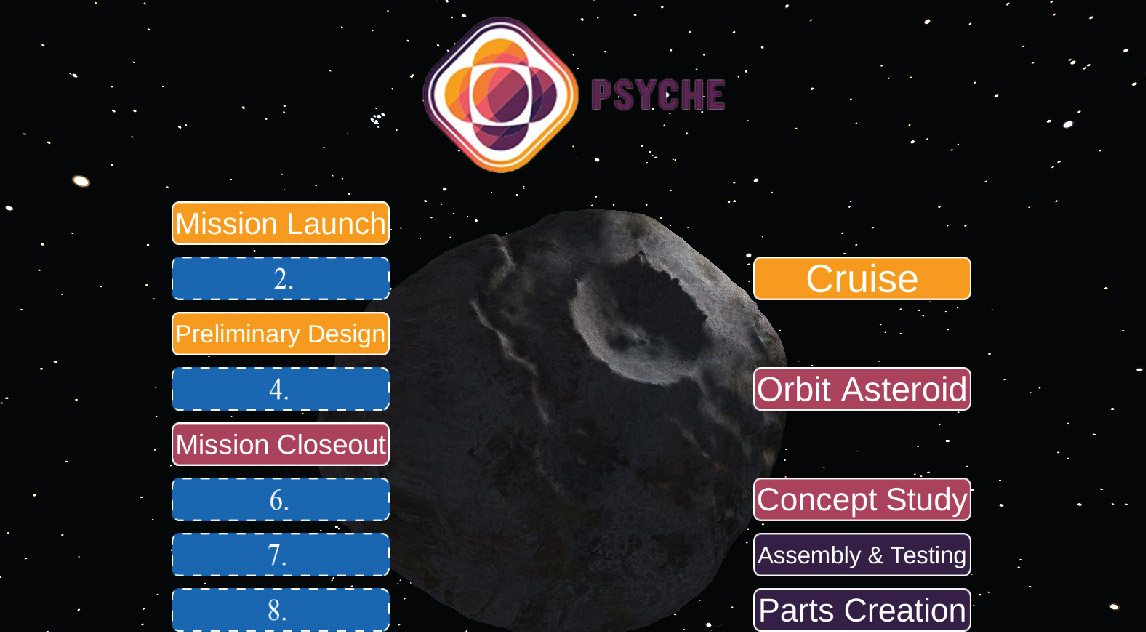 PSYCHE
Mission Launch
2.
Cruise
Preliminary Design
4.
Orbit Asteroid
Mission Closeout
6.
Concept Study
7.
Assembly & Testing
8.
Parts Creation